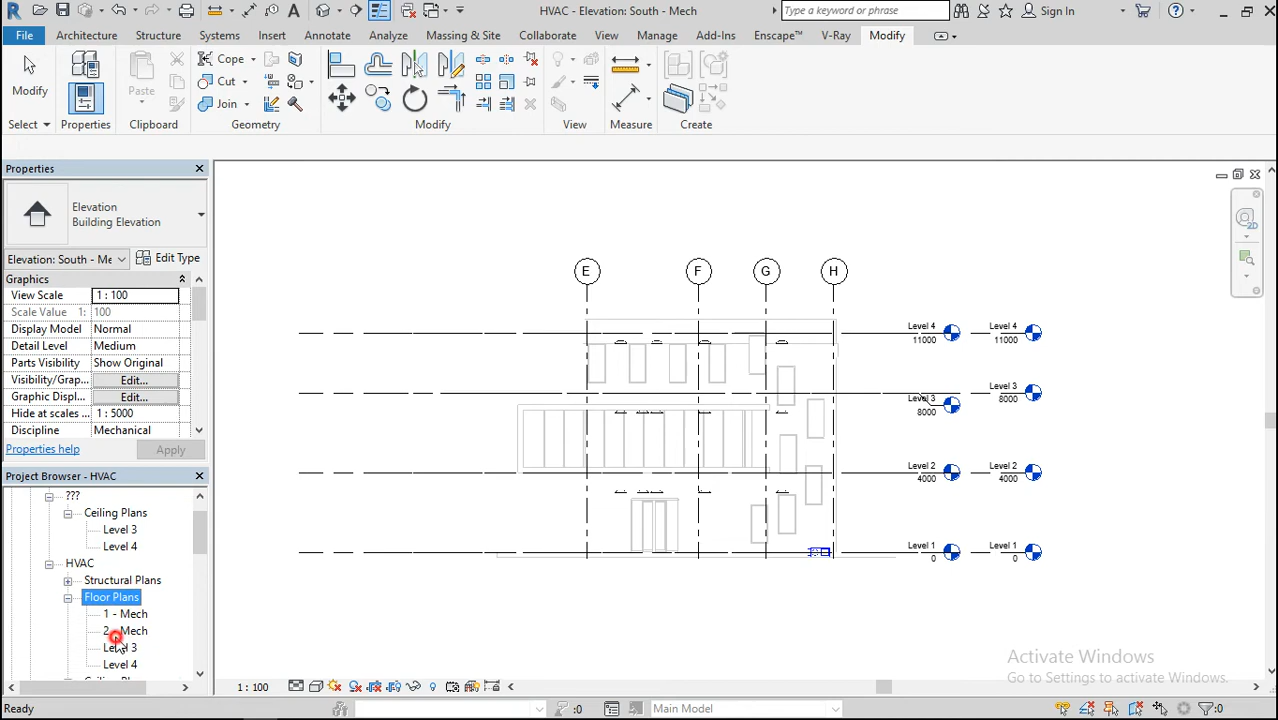 HVAC - Elevation: South - Mech
Type a keyword or phrase
Sign In
File
Architecture
Structure
Systems
Insert
Annotate
Analyze
Massing & Site
Collaborate
View
Manage
Add-Ins
Enscape™
V-Ray
Modify
Modify
Paste
Cope
Cut
Join
Select
Properties
Clipboard
Geometry
Modify
View
Measure
Create
Properties
Elevation
Building Elevation
Elevation: South - Me
Edit Type
Graphics
View Scale
1 : 100
Scale Value 1:
100
Display Model
Normal
Detail Level
Medium
Parts Visibility
Show Original
Visibility/Grap...
Edit...
Graphic Displ...
Edit...
Hide at scales ...
1 : 5000
Discipline
Mechanical
Properties help
Apply
Project Browser - HVAC
???
Ceiling Plans
Level 3
Level 4
HVAC
Structural Plans
Floor Plans
1 - Mech
2 - Mech
Level 3
Level 4
E
F
G
H
Level 4
11000
Level 4
11000
Level 3
8000
Level 3
8000
Level 2
4000
Level 2
4000
Level 1
0
Level 1
0
2D
Activate Windows
Go to Settings to activate Windows.
1 : 100
Ready
:0
Main Model
:0